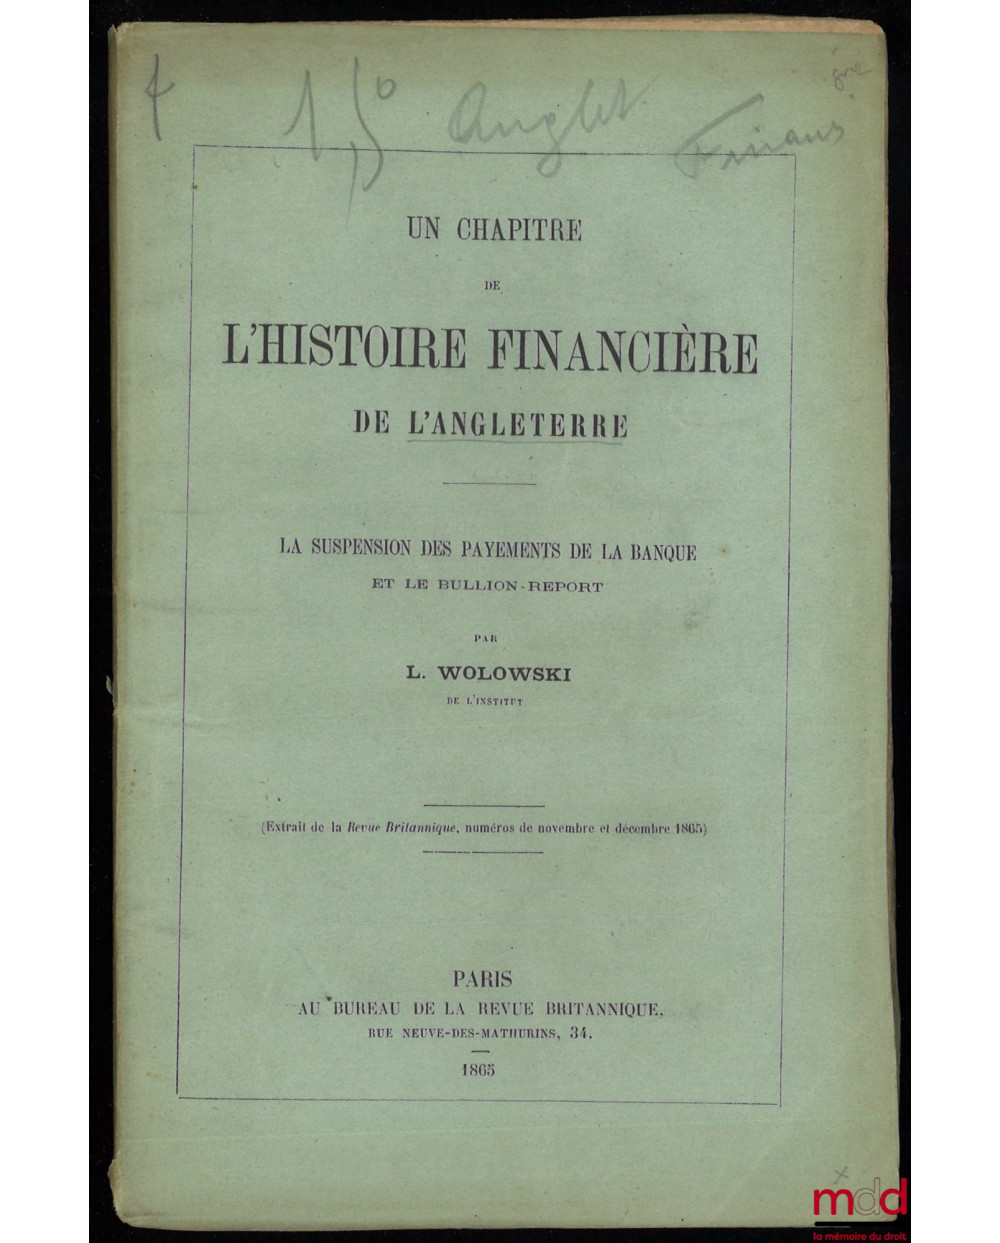 15° Anglet.
UN CHAPITRE
DE
L'HISTOIRE FINANCIÈRE
DE L'ANGLETERRE
LA SUSPENSION DES PAYEMENTS DE LA BANQUE
ET LE BULLION-REPORT
PAR
L. WOLOWSKI
DE L'INSTITUT
(Extrait de la Revue Britannique, numéros de novembre et décembre 1865)
PARIS
AU BUREAU DE LA REVUE BRITANNIQUE,
RUE NEUVE-DES-MATHURINS, 34.
1865
mdd
la mémoire du droit